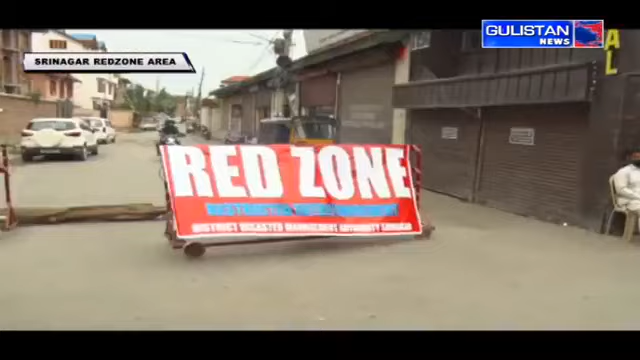 GULISTAN
NEWS
SRINAGAR REDZONE AREA
RED ZONE
DISTRICT DISASTER MANAGEMENT AUTHORITY SRINAGAR